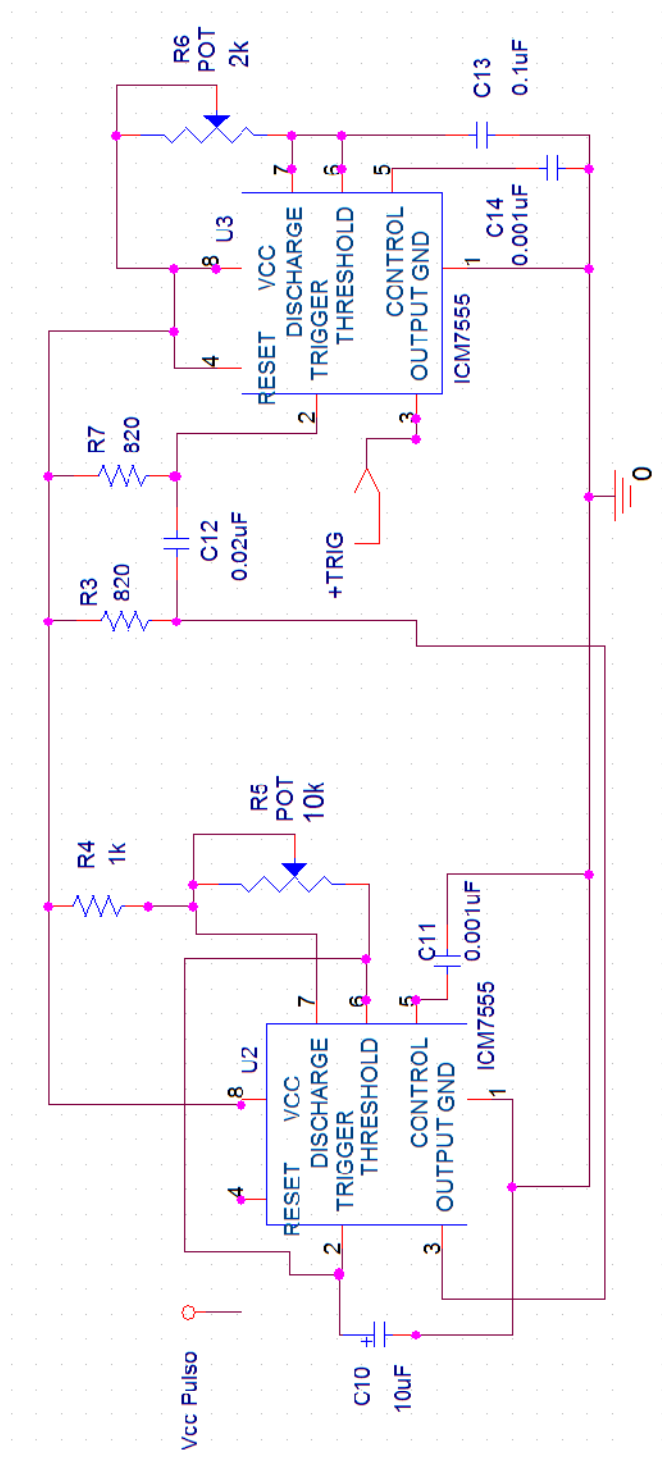 Vcc Pulso
C10
10uF
U2
4
8
RESET
VCC
DISCHARGE
TRIGGER
THRESHOLD
CONTROL
OUTPUT
GND
2
3
7
6
5
1
ICM7555
C11
0.001uF
R4
1k
R5
POT
10k
R3
820
R7
820
C12
0.02uF
+TRIG
U3
4
8
RESET
VCC
DISCHARGE
TRIGGER
THRESHOLD
CONTROL
OUTPUT
GND
2
3
7
6
5
1
ICM7555
R6
POT
2k
C13
0.1uF
C14
0.001uF
0